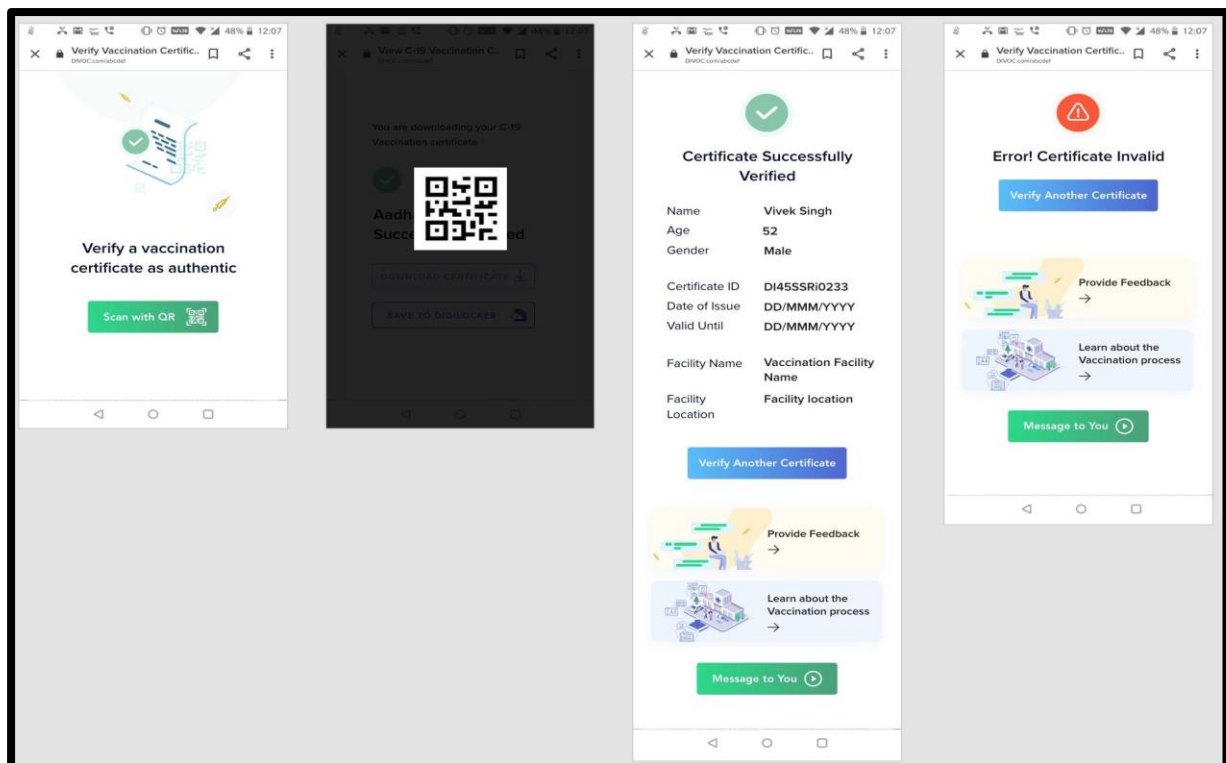 48% 12:07
Verify Vaccination Certific..
DIVOC.com/abcdef
Verify a vaccination
certificate as authentic
Scan with QR
48% 12:07
View C-19 Vaccination C..
You are downloading your C-19
Vaccination certificate
Aadha
Succe ed
DOWNLOAD CERTIFICATE
SAVE TO DIGILOCKER
48% 12:07
Verify Vaccination Certific..
DIVOC.com/abcdef
Certificate Successfully
Verified
Name Vivek Singh
Age 52
Gender Male
Certificate ID DI45SSRi0233
Date of Issue DD/MMM/YYYY
Valid Until DD/MMM/YYYY
Facility Name Vaccination Facility
Name
Facility Facility location
Location
Verify Another Certificate
Provide Feedback
Learn about the
Vaccination process
Message to You
48% 12:07
Verify Vaccination Certific..
DIVOC.com/abcdef
Error! Certificate Invalid
Verify Another Certificate
Provide Feedback
Learn about the
Vaccination process
Message to You